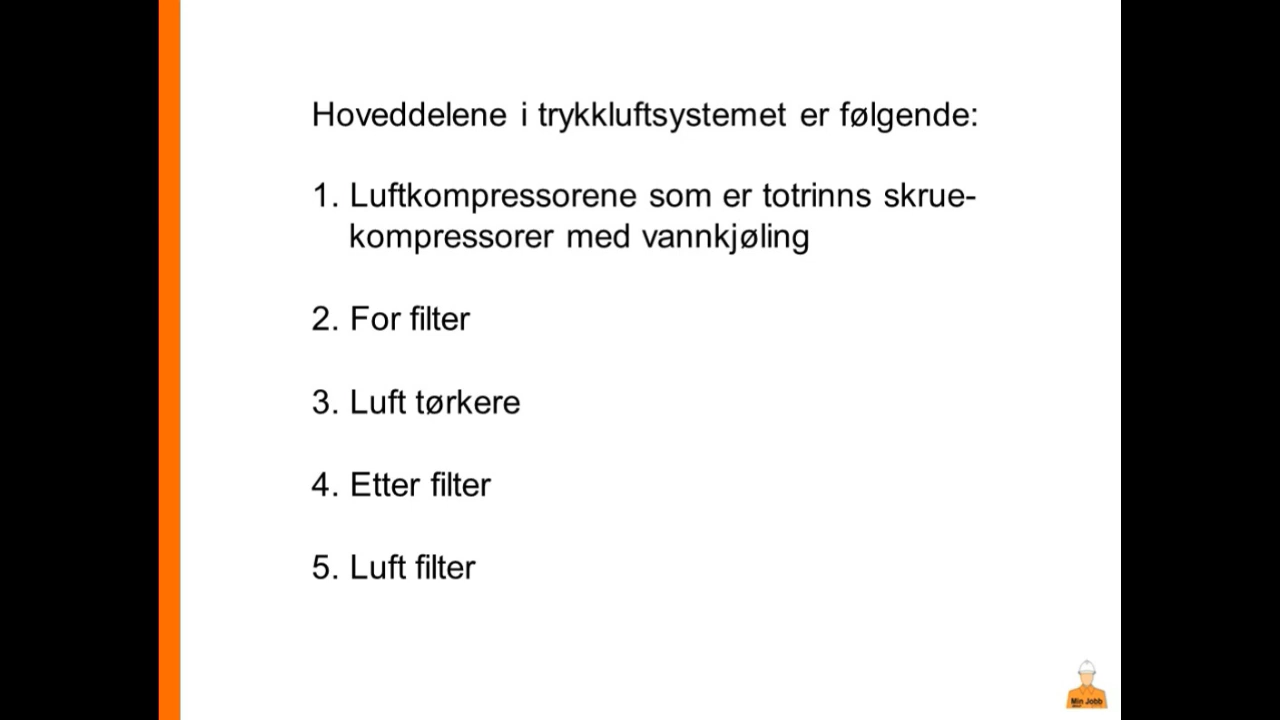 Hoveddelene i trykkluftsystemet er følgende:
1. Luftkompressorene som er totrinns skrue-
kompressorer med vannkjøling
2. For filter
3. Luft tørkere
4. Etter filter
5. Luft filter
Min Jobb